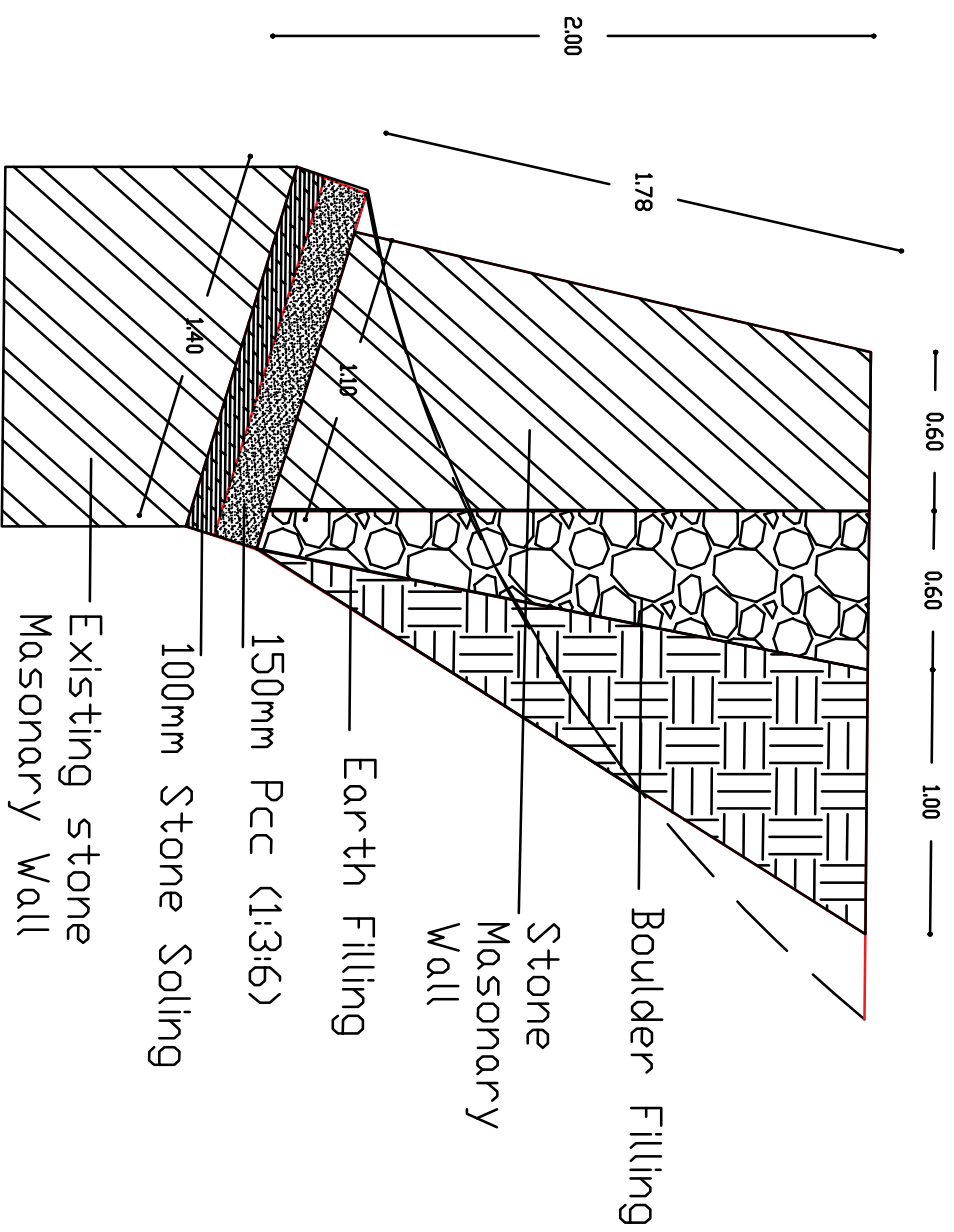 0.60
0.60
1.00
1.78
2.00
1.10
1.40
Boulder Filling
Stone
Masonary
Wall
Earth Filling
150mm Pcc (1:3:6)
100mm Stone Soling
Existing stone
Masonary Wall